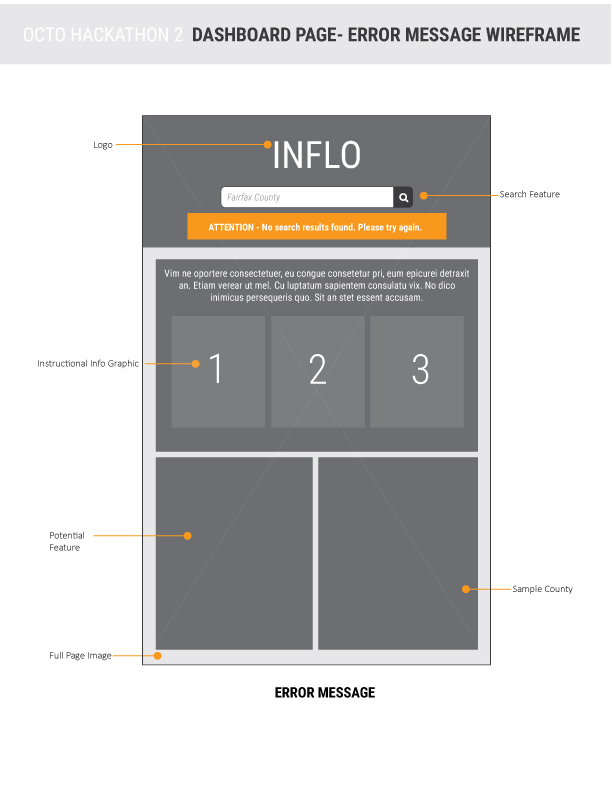 OCTO HACKATHON 2 DASHBOARD PAGE- ERROR MESSAGE WIREFRAME
Logo
INFLO
Fairfax County
Search Feature
ATTENTION - No search results found. Please try again.
Vim ne oportere consectetuer, eu congue consetetur pri, eum epicurei detraxit
an. Etiam verear ut mel. Cu luptatum sapientem consulatu vix. No dico
inimicus persequeris quo. Sit an stet essent accusam.
Instructional Info Graphic
1 2 3
Potential
Feature
Sample County
Full Page Image
ERROR MESSAGE